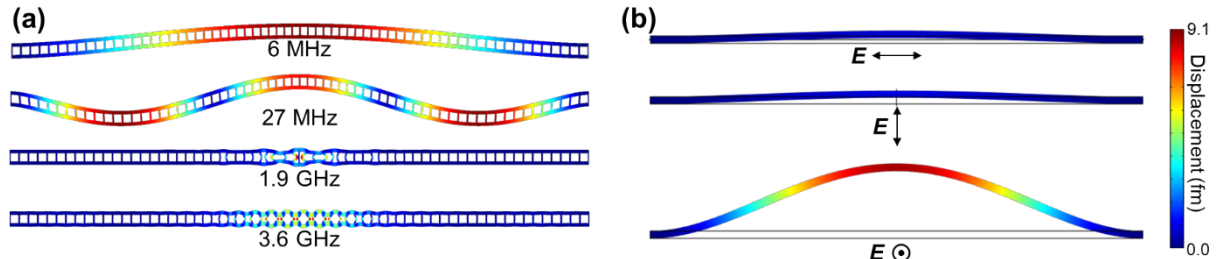 (a)
6 MHz
27 MHz
1.9 GHz
3.6 GHz
(b)
E
E
E
9.1
Displacement (fm)
0.0